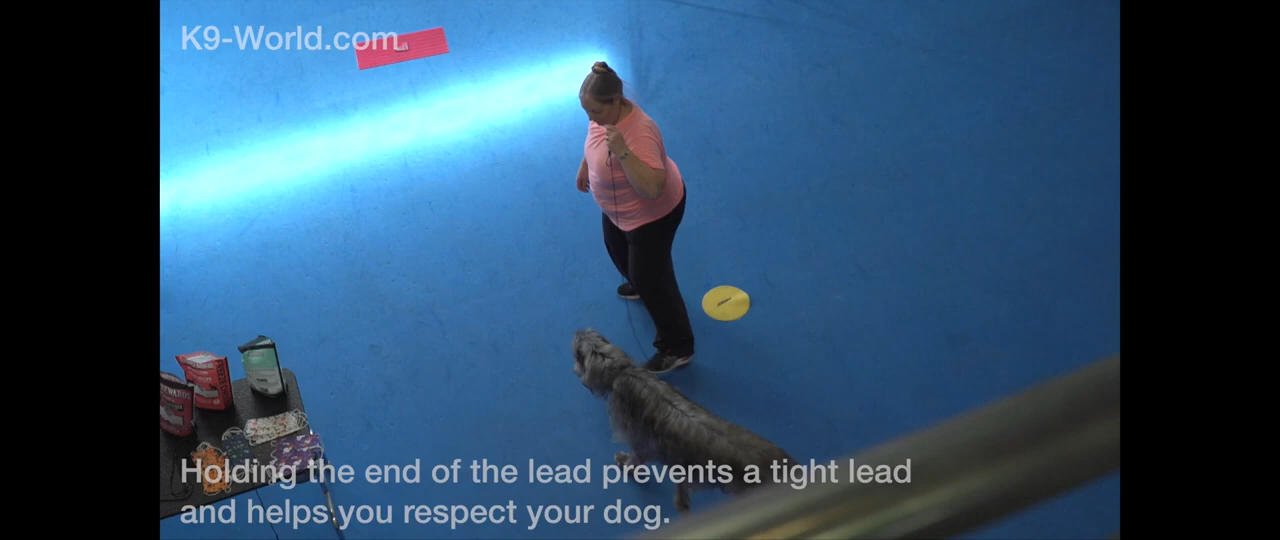 K9-World.com
Holding the end of the lead prevents a tight lead
and helps you respect your dog.